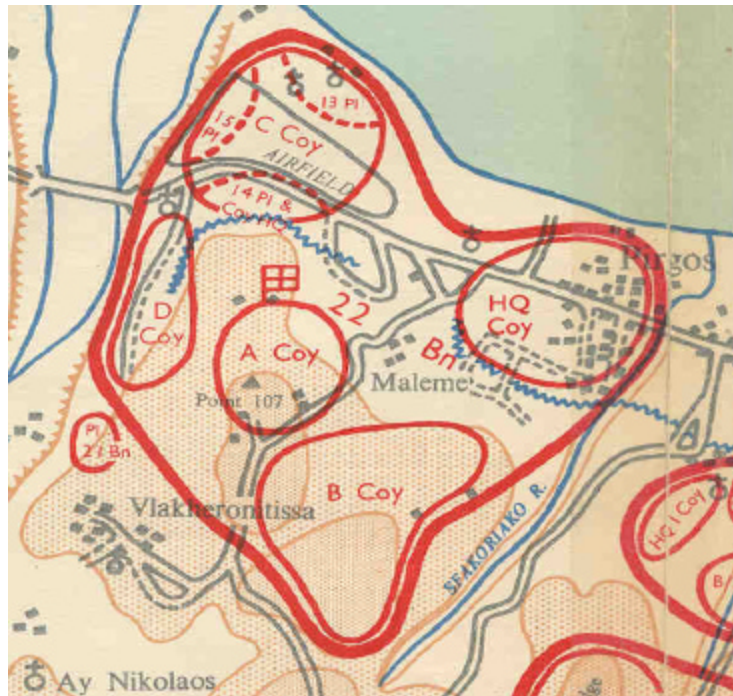 13 Pl
15
Pl
C Coy
AIRFIELD
14 Pl &
Coy HQ
Pirgos
D
Coy
22
Bn
HQ
Coy
A Coy
Maleme
Point 107
Pl
27 Bn
B Coy
Vlakheronitissa
SFAKORIAKO R.
HQ 1 Coy
B
Ay Nikolaos